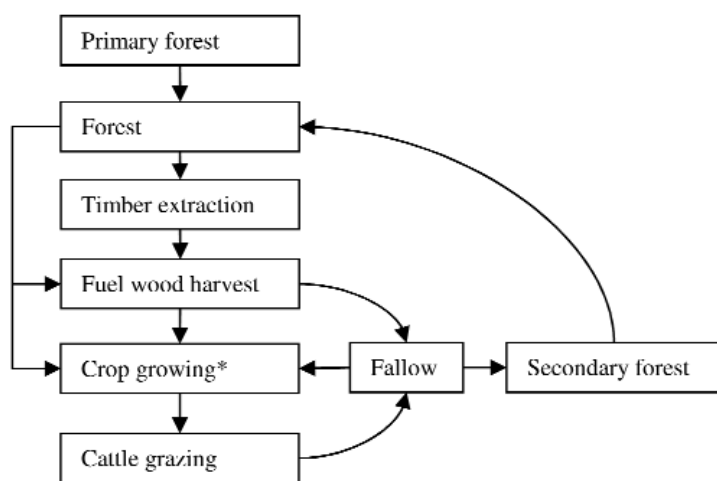 Primary forest
Forest
Timber extraction
Fuel wood harvest
Crop growing*
Fallow
Secondary forest
Cattle grazing